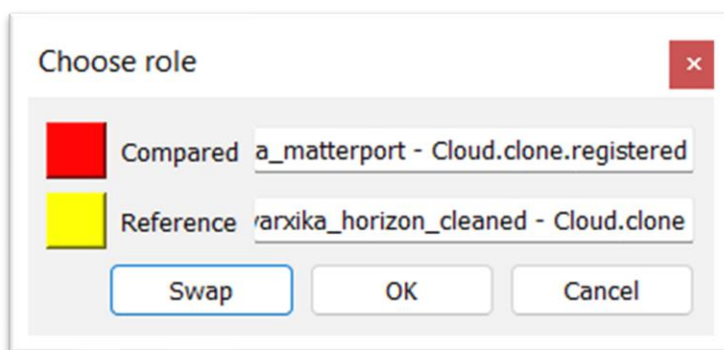 Choose role
Compared a_matterport - Cloud.clone.registered
Reference varxika_horizon_cleaned - Cloud.clone
Swap OK Cancel